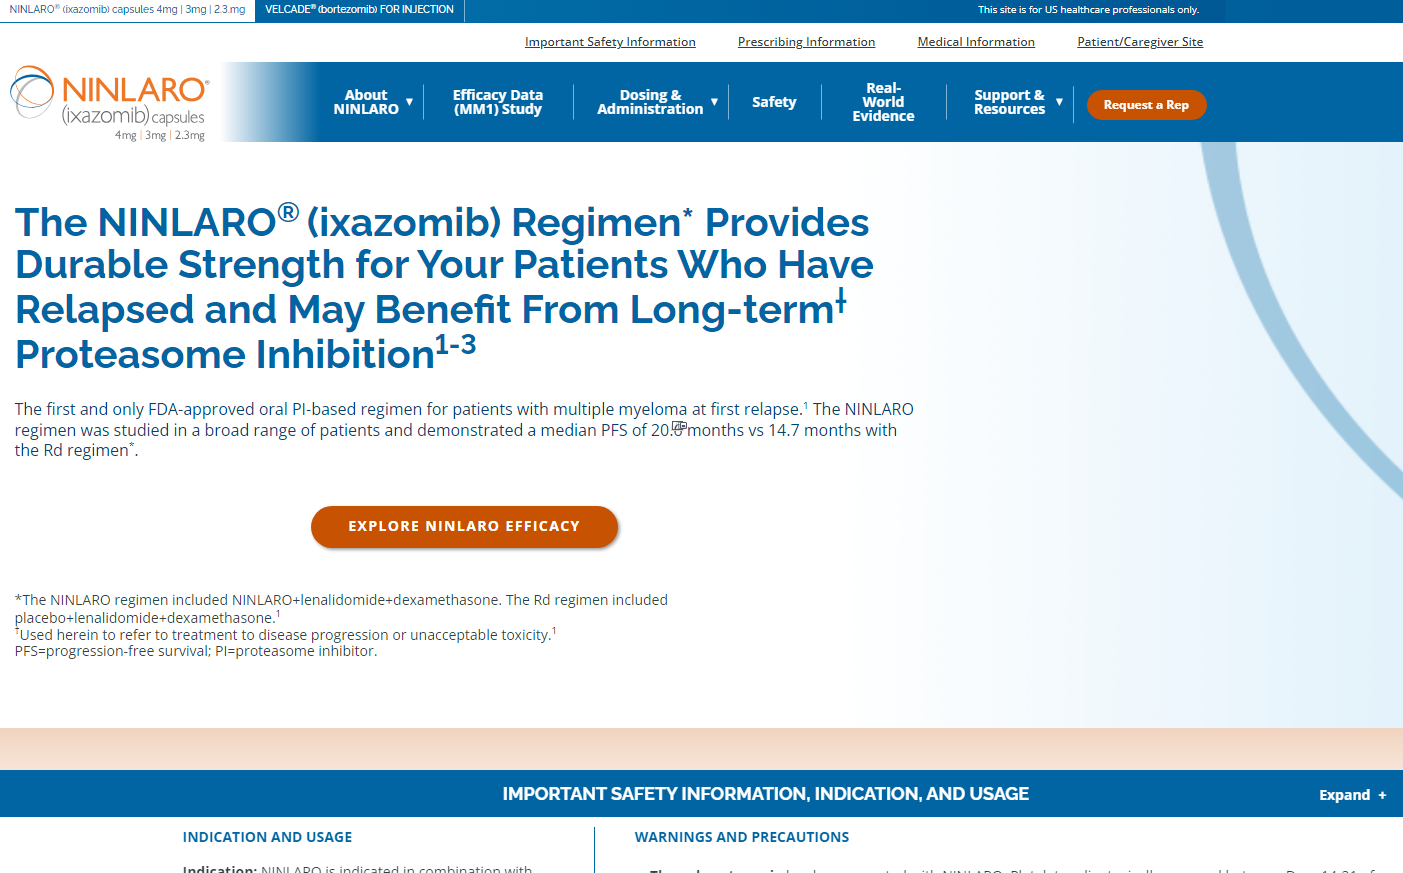 NINLARO® (ixazomib) capsules 4mg | 3mg | 2.3mg
VELCADE® (bortezomib) FOR INJECTION
This site is for US healthcare professionals only.
Important Safety Information
Prescribing Information
Medical Information
Patient/Caregiver Site
NINLARO®
(ixazomib) capsules
4mg | 3mg | 2.3mg
About
NINLARO ▼
Efficacy Data
(MM1) Study
Dosing &
Administration ▼
Safety
Real-
World
Evidence
Support &
Resources ▼
Request a Rep
The NINLARO® (ixazomib) Regimen* Provides
Durable Strength for Your Patients Who Have
Relapsed and May Benefit From Long-term†
Proteasome Inhibition1-3
The first and only FDA-approved oral PI-based regimen for patients with multiple myeloma at first relapse.1 The NINLARO
regimen was studied in a broad range of patients and demonstrated a median PFS of months vs 14.7 months with
the Rd regimen*.
EXPLORE NINLARO EFFICACY
*The NINLARO regimen included NINLARO+lenalidomide+dexamethasone. The Rd regimen included
placebo+lenalidomide+dexamethasone.1
†Used herein to refer to treatment to disease progression or unacceptable toxicity.1
PFS=progression-free survival; PI=proteasome inhibitor.
IMPORTANT SAFETY INFORMATION, INDICATION, AND USAGE
Expand +
INDICATION AND USAGE
Indication: NINLARO is indicated in combination with
WARNINGS AND PRECAUTIONS